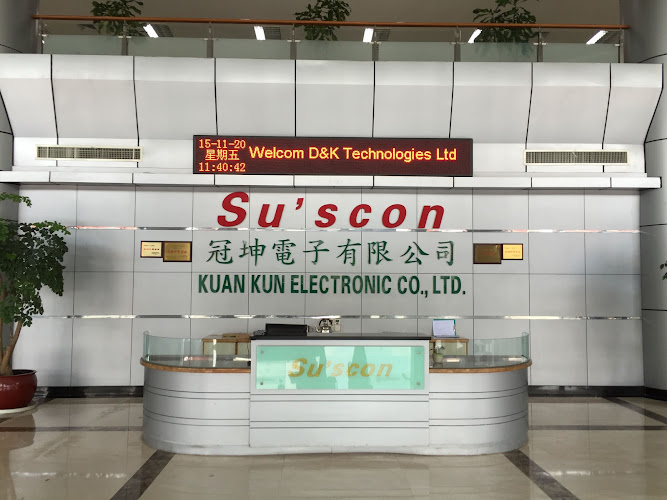 15-11-20
星期五
11:40:42
Welcom D&K Technologies Ltd
Su'scon
冠坤電子有限公司
KUAN KUN ELECTRONIC CO., LTD.
Su'scon